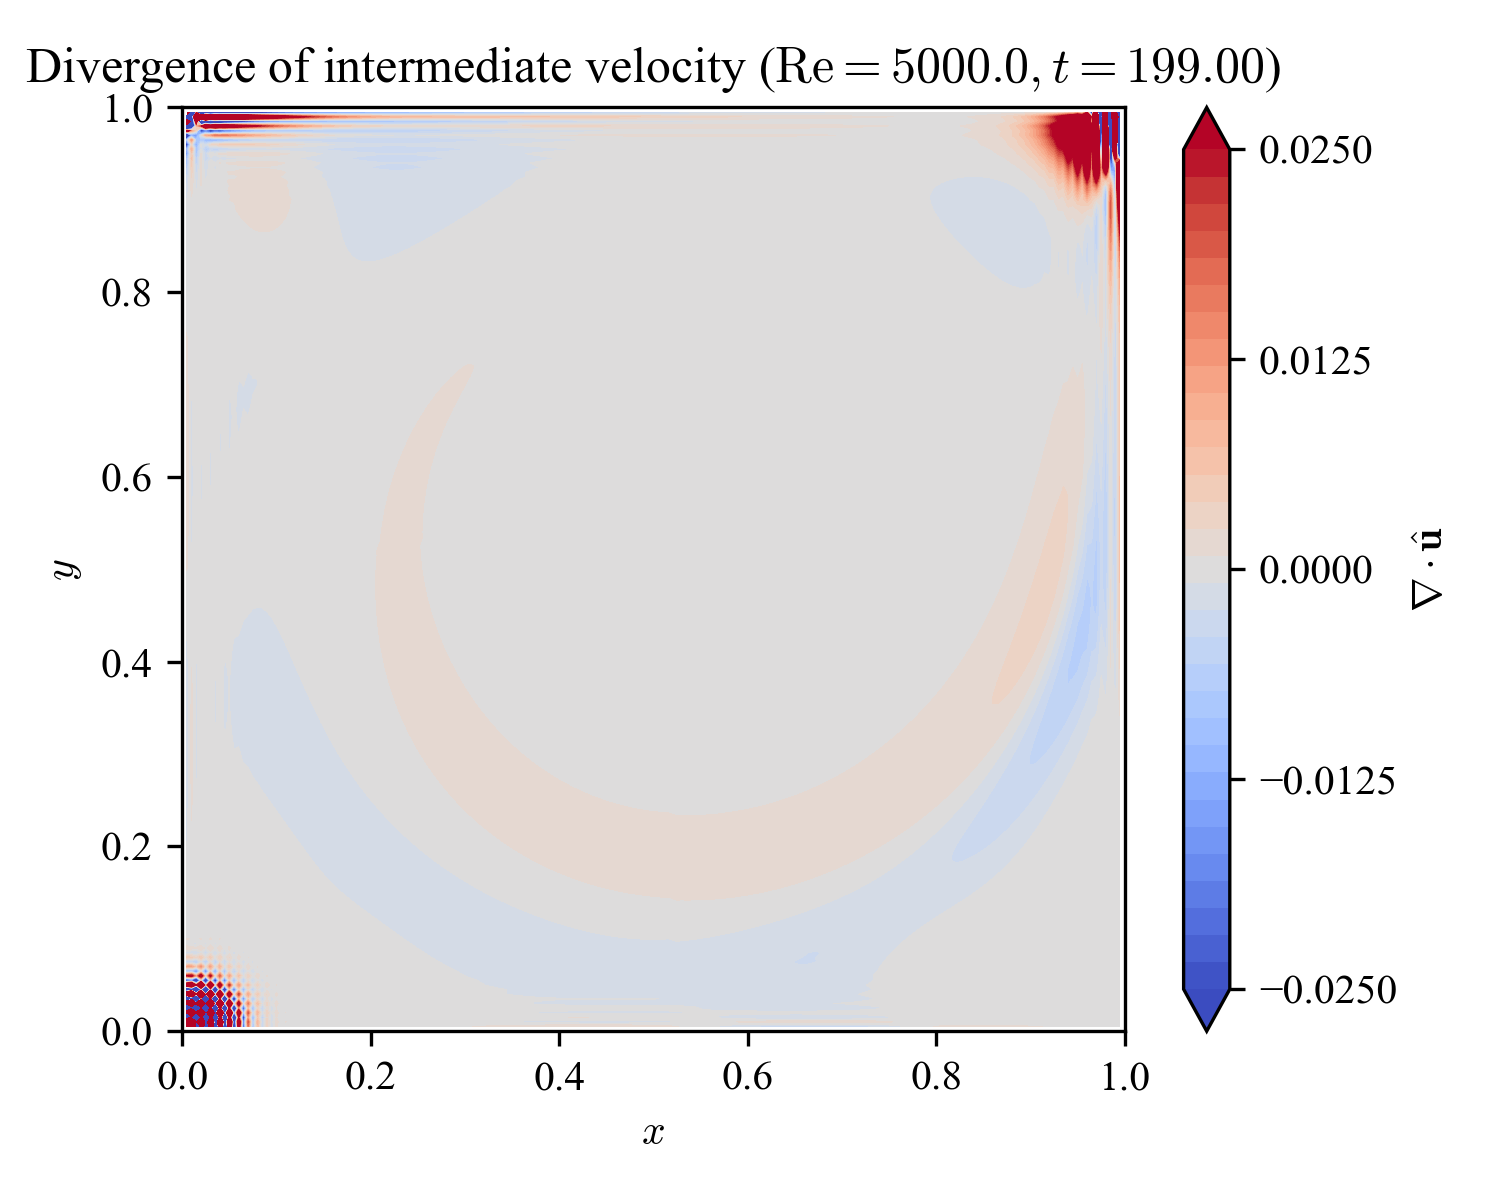 Divergence of intermediate velocity (Re = 5000.0, t = 199.00)
1.0
0.8
0.6
0.4
0.2
0.0
y
0.0 0.2 0.4 0.6 0.8 1.0
x
0.0250
0.0125
0.0000
−0.0125
−0.0250
∇ · û